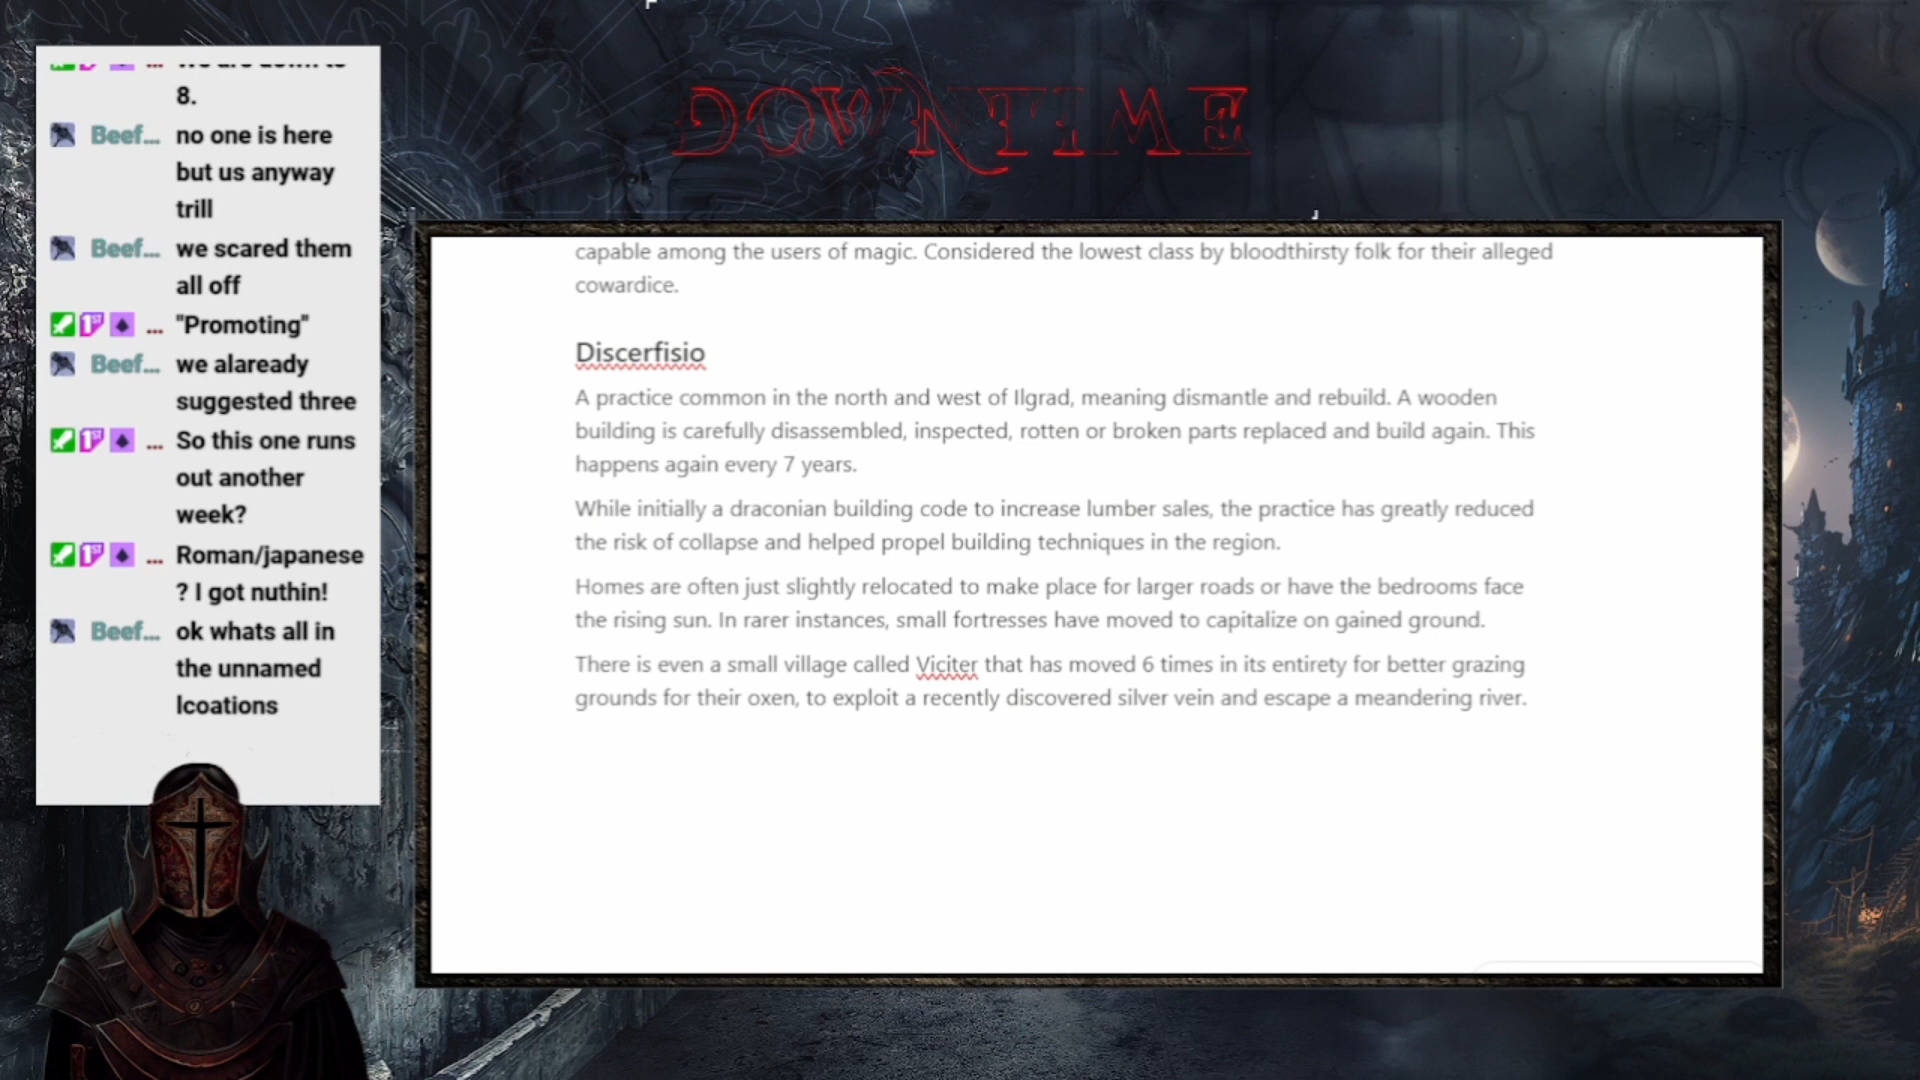 DOWNTIME
we are down to
8.
Beef... no one is here
but us anyway
trill
Beef... we scared them
all off
1ST ... "Promoting"
Beef... we alaready
suggested three
1ST ... So this one runs
out another
week?
1ST ... Roman/japanese
? I got nuthin!
Beef... ok whats all in
the unnamed
lcoations
capable among the users of magic. Considered the lowest class by bloodthirsty folk for their alleged
cowardice.
Discerfisio
A practice common in the north and west of Ilgrad, meaning dismantle and rebuild. A wooden
building is carefully disassembled, inspected, rotten or broken parts replaced and build again. This
happens again every 7 years.
While initially a draconian building code to increase lumber sales, the practice has greatly reduced
the risk of collapse and helped propel building techniques in the region.
Homes are often just slightly relocated to make place for larger roads or have the bedrooms face
the rising sun. In rarer instances, small fortresses have moved to capitalize on gained ground.
There is even a small village called Viciter that has moved 6 times in its entirety for better grazing
grounds for their oxen, to exploit a recently discovered silver vein and escape a meandering river.